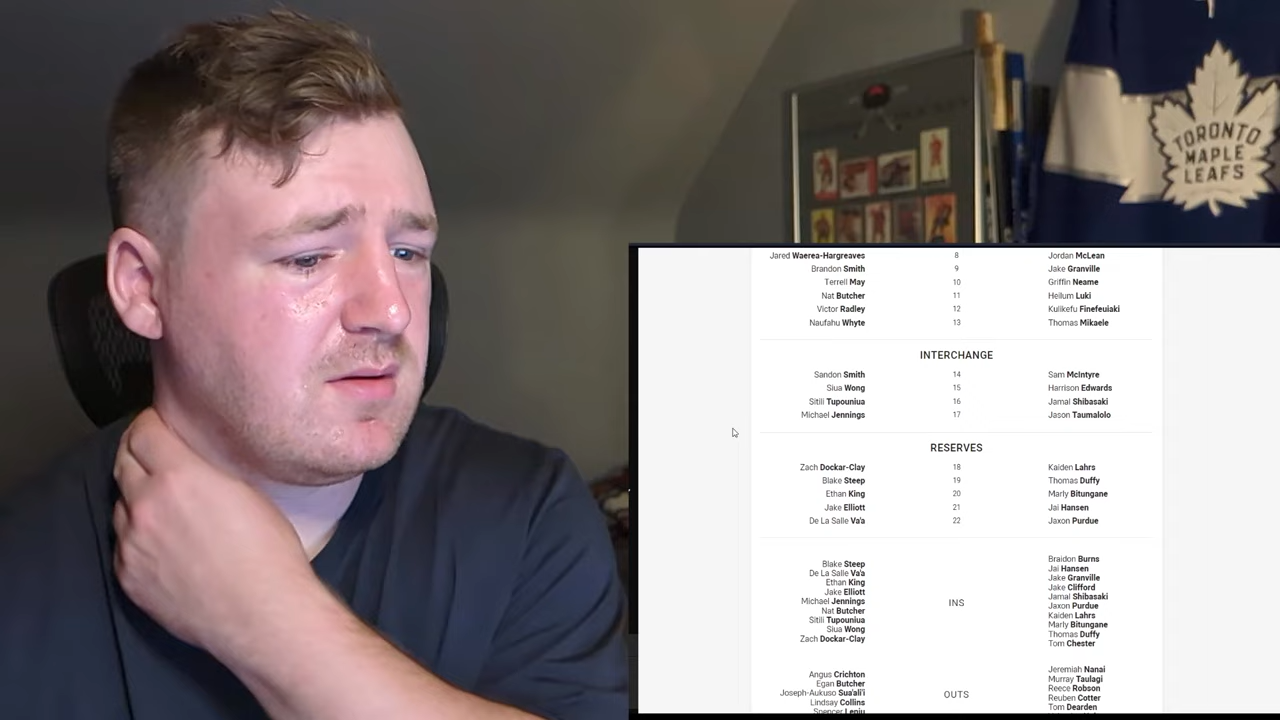 TORONTO
MAPLE
LEAFS
Jared Waerea-Hargreaves 8 Jordan McLean
Brandon Smith 9 Jake Granville
Terrell May 10 Griffin Neame
Nat Butcher 11 Heilum Luki
Victor Radley 12 Kulikefu Finefeuiaki
Naufahu Whyte 13 Thomas Mikaele
INTERCHANGE
Sandon Smith 14 Sam McIntyre
Siua Wong 15 Harrison Edwards
Sitili Tupouniua 16 Jamal Shibasaki
Michael Jennings 17 Jason Taumalolo
RESERVES
Zach Dockar-Clay 18 Kaiden Lahrs
Blake Steep 19 Thomas Duffy
Ethan King 20 Marly Bitungane
Jake Elliott 21 Jai Hansen
De La Salle Va'a 22 Jaxon Purdue
INS
Blake Steep
De La Salle Va'a
Ethan King
Jake Elliott
Michael Jennings
Nat Butcher
Sitili Tupouniua
Siua Wong
Zach Dockar-Clay
Braidon Burns
Jai Hansen
Jake Granville
Jake Clifford
Jamal Shibasaki
Jaxon Purdue
Kaiden Lahrs
Marly Bitungane
Thomas Duffy
Tom Chester
OUTS
Angus Crichton
Egan Butcher
Joseph-Aukuso Sua'ali'i
Lindsay Collins
Spencer Leniu
Jeremiah Nanai
Murray Taulagi
Reece Robson
Reuben Cotter
Tom Dearden